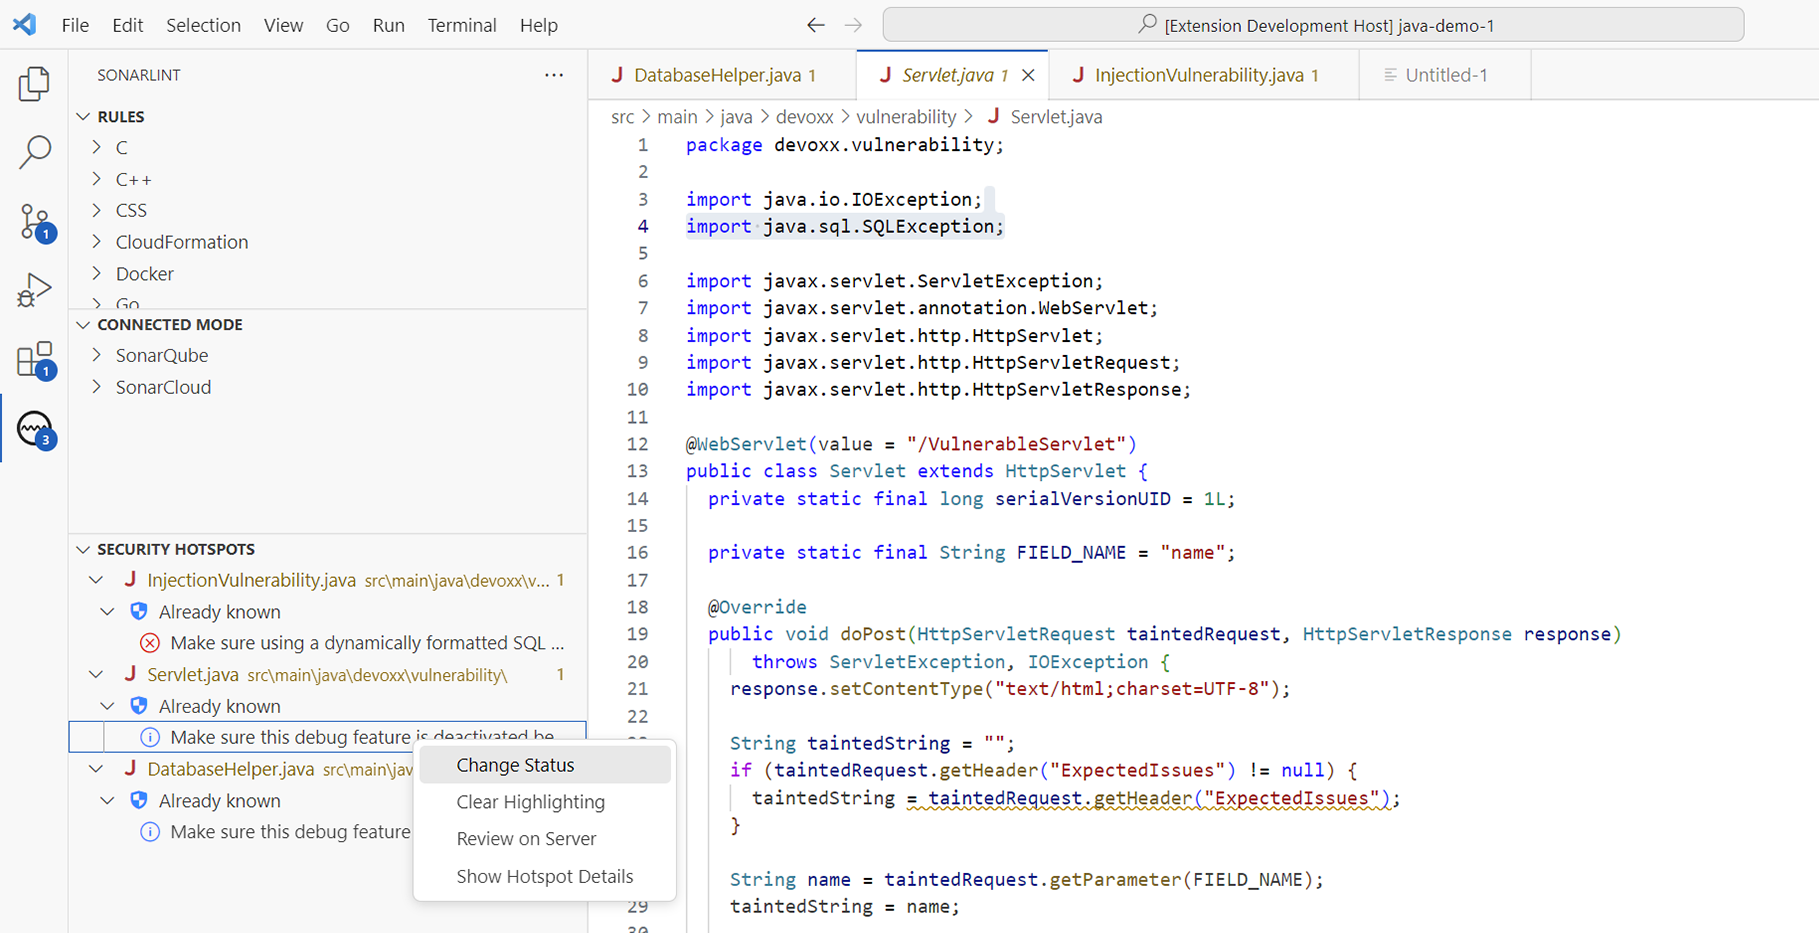 File Edit Selection View Go Run Terminal Help
[Extension Development Host] java-demo-1
SONARLINT
RULES
C
C++
CSS
CloudFormation
Docker
Go
CONNECTED MODE
SonarQube
SonarCloud
1
1
3
SECURITY HOTSPOTS
InjectionVulnerability.java src\main\java\devoxx\v... 1
Already known
Make sure using a dynamically formatted SQL ...
Servlet.java src\main\java\devoxx\vulnerability\ 1
Already known
Make sure this debug feature is deactivated be
DatabaseHelper.java src\main\jav
Already known
Make sure this debug feature
Change Status
Clear Highlighting
Review on Server
Show Hotspot Details
DatabaseHelper.java 1
Servlet.java 1
InjectionVulnerability.java 1
Untitled-1
src > main > java > devoxx > vulnerability > Servlet.java
1 package devoxx.vulnerability;
2
3 import java.io.IOException;
4 import java.sql.SQLException;
5
6 import javax.servlet.ServletException;
7 import javax.servlet.annotation.WebServlet;
8 import javax.servlet.http.HttpServlet;
9 import javax.servlet.http.HttpServletRequest;
10 import javax.servlet.http.HttpServletResponse;
11
12 @WebServlet(value = "/VulnerableServlet")
13 public class Servlet extends HttpServlet {
14 private static final long serialVersionUID = 1L;
15
16 private static final String FIELD_NAME = "name";
17
18 @Override
19 public void doPost(HttpServletRequest taintedRequest, HttpServletResponse response)
20 throws ServletException, IOException {
21 response.setContentType("text/html;charset=UTF-8");
22
String taintedString = "";
if (taintedRequest.getHeader("ExpectedIssues") != null) {
taintedString = taintedRequest.getHeader("ExpectedIssues");
}
String name = taintedRequest.getParameter(FIELD_NAME);
29 taintedString = name;
30